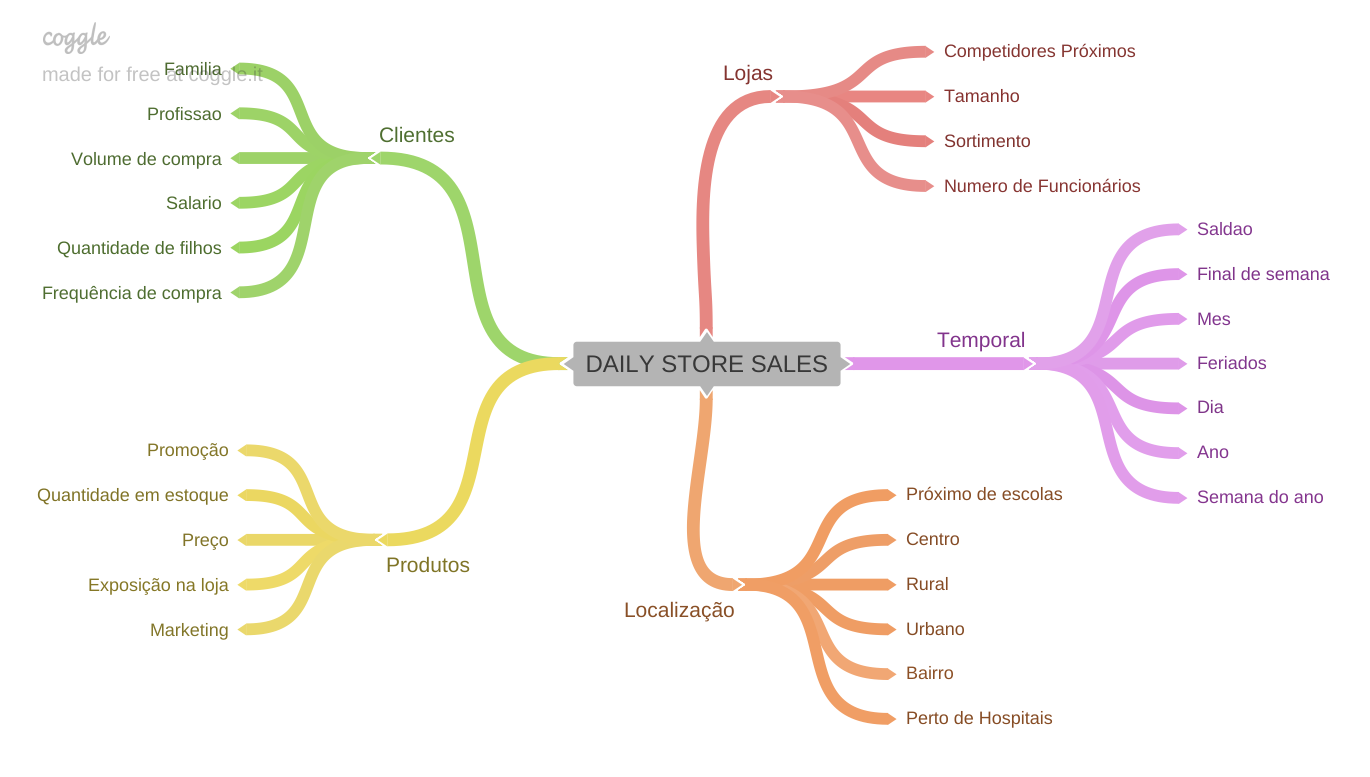 coggle
made for free at coggle.it
Clientes
Familia
Profissao
Volume de compra
Salario
Quantidade de filhos
Frequência de compra
Produtos
Promoção
Quantidade em estoque
Preço
Exposição na loja
Marketing
DAILY STORE SALES
Lojas
Competidores Próximos
Tamanho
Sortimento
Numero de Funcionários
Temporal
Saldao
Final de semana
Mes
Feriados
Dia
Ano
Semana do ano
Localização
Próximo de escolas
Centro
Rural
Urbano
Bairro
Perto de Hospitais